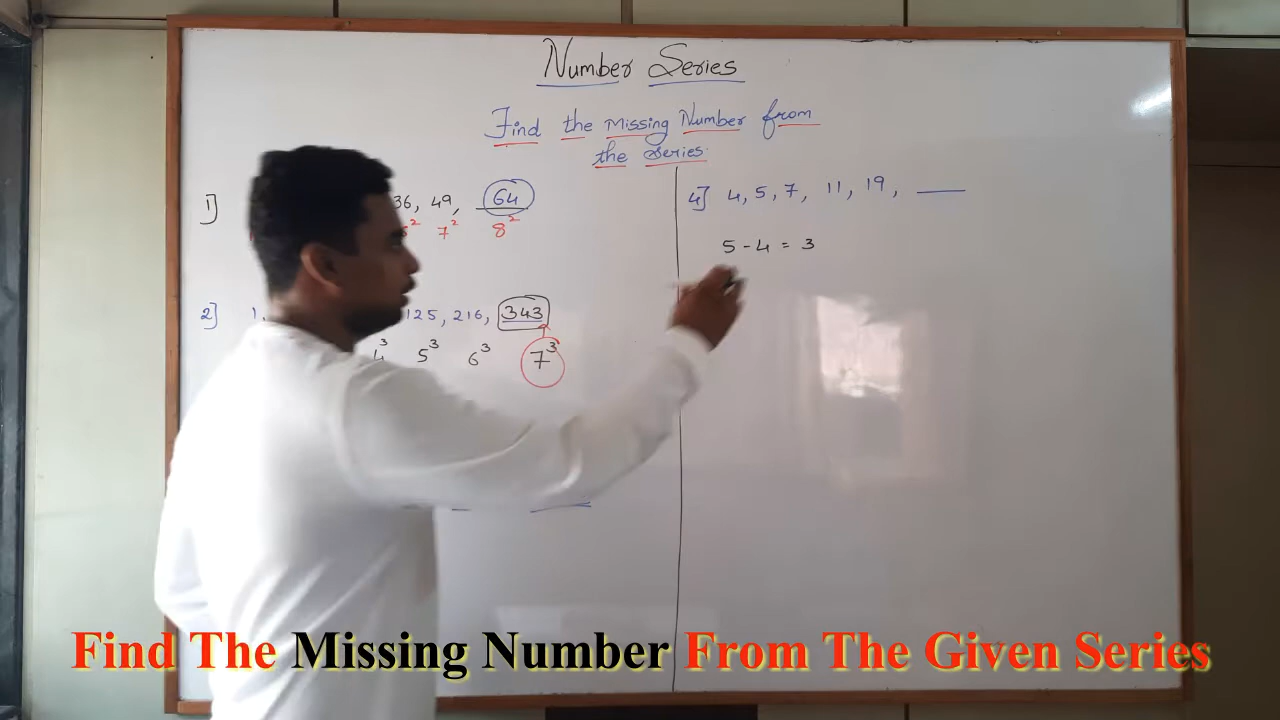 Number Series
Find the Missing Number from
the Series.
1] 36, 49, 64
7² 8²
2] 1, 125, 216, 343
4³ 5³ 6³ 7³
4] 4, 5, 7, 11, 19, ____
5 - 4 = 3
Find The Missing Number From The Given Series